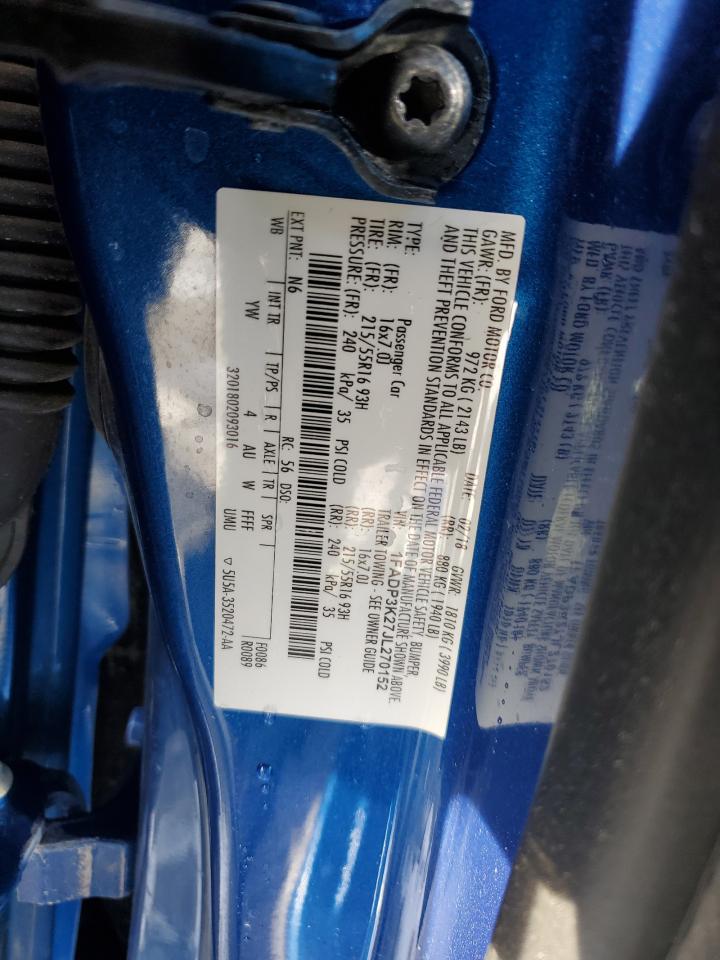 MFD. BY FORD MOTOR CO.
DATE: 02/18 GVWR: 1810 KG ( 3990 LB)
GAWR: (FR): 972 KG ( 2143 LB) (RR): 880 KG ( 1940 LB)
THIS VEHICLE CONFORMS TO ALL APPLICABLE FEDERAL MOTOR VEHICLE SAFETY / BUMPER,
AND THEFT PREVENTION STANDARDS IN EFFECT ON THE DATE OF MANUFACTURE SHOWN ABOVE.
VIN: 1FADP3K27JL270152
TYPE: Passenger Car TRAILER TOWING - SEE OWNER GUIDE
RIM: (FR): 16x7.0J (RR): 16x7.0J
TIRE: (FR): 215/55R16 93H (RR): 215/55R16 93H
PRESSURE: (FR): 240 kPa/ 35 PSI COLD (RR): 240 kPa/ 35 PSI COLD
EXT PNT: N6 RC: 56 DSO:
WB INT TR TP/PS R AXLE TR SPR
YW 4 AU W FFFF UMU
3201802093016
▽ 5U5A-3520472-AA
F0086
R0089